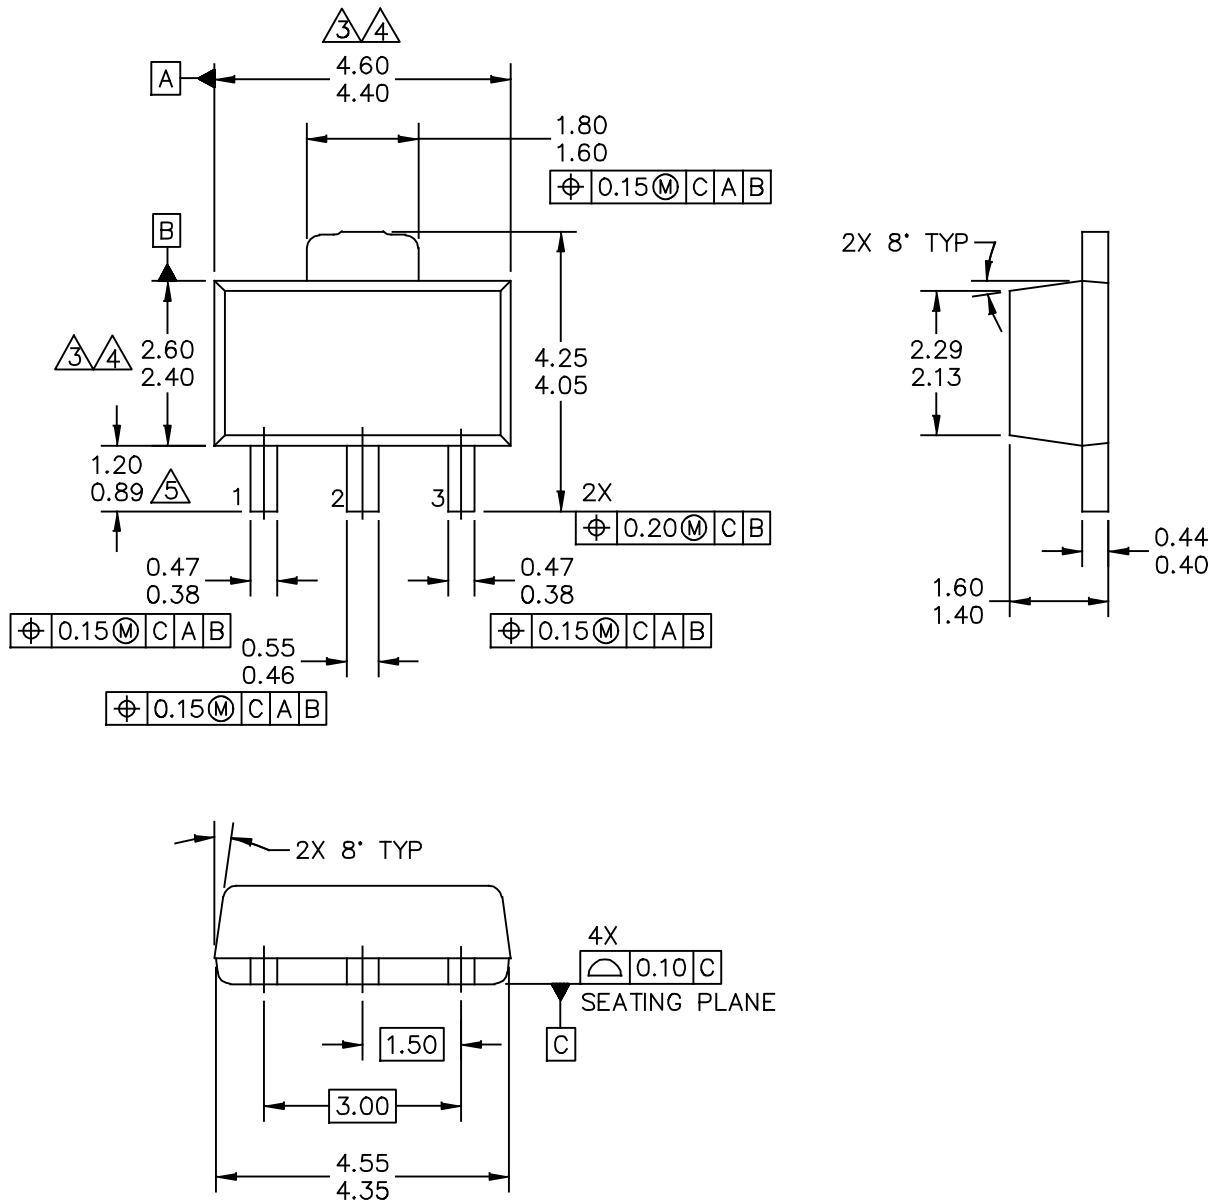 3 4
4.60
4.40
A
1.80
1.60
⌖ 0.15 Ⓜ C A B
B
2X 8° TYP
3 4 2.60
2.40
4.25
4.05
2.29
2.13
1.20
0.89 5
1 2 3
2X
⌖ 0.20 Ⓜ C B
0.47
0.38
0.47
0.38
0.44
0.40
1.60
1.40
⌖ 0.15 Ⓜ C A B
⌖ 0.15 Ⓜ C A B
0.55
0.46
⌖ 0.15 Ⓜ C A B
2X 8° TYP
4X
⌓ 0.10 C
SEATING PLANE
1.50
C
3.00
4.55
4.35